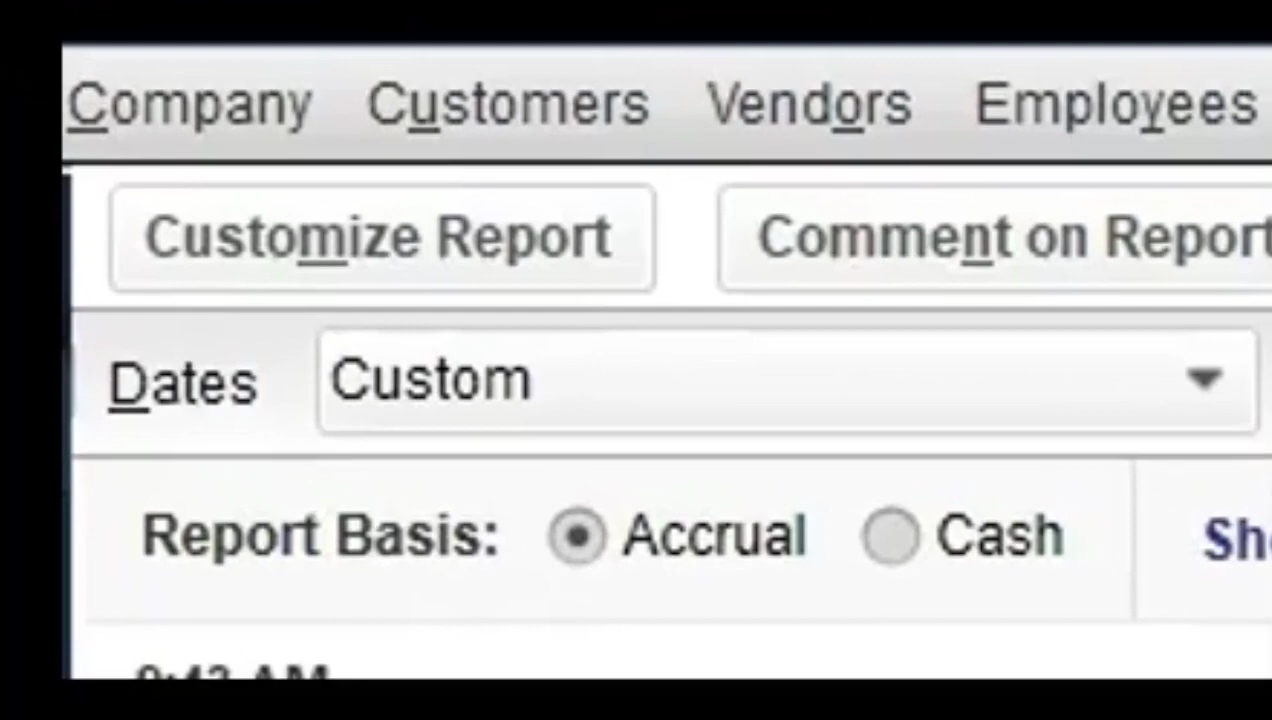 Company Customers Vendors Employees
Customize Report Comment on Report
Dates Custom
Report Basis: Accrual Cash